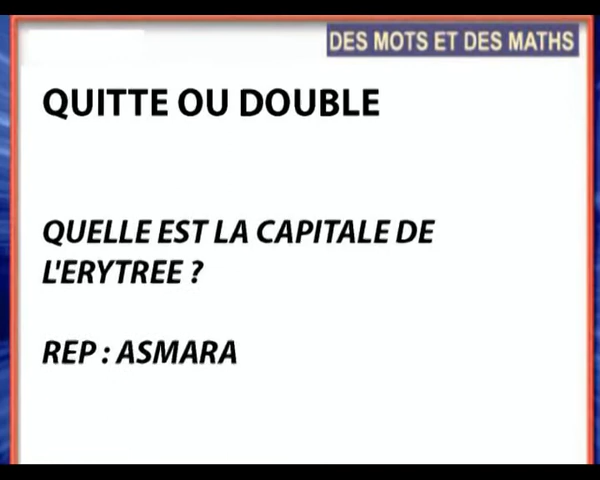 DES MOTS ET DES MATHS
QUITTE OU DOUBLE
QUELLE EST LA CAPITALE DE
L'ERYTREE ?
REP : ASMARA